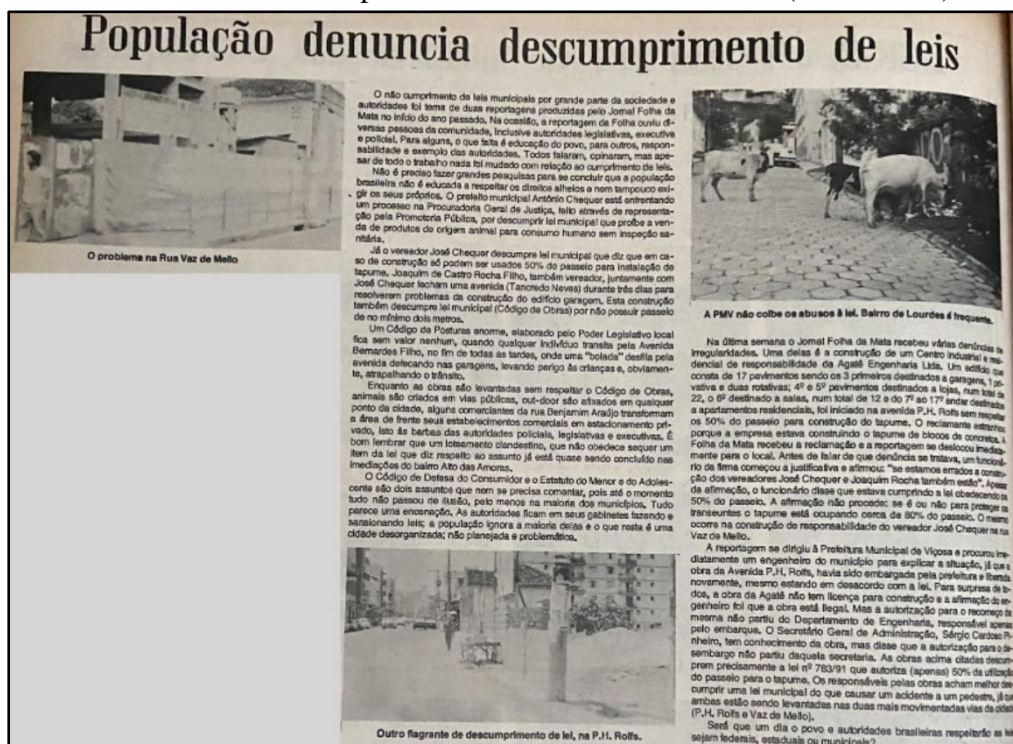 População denuncia descumprimento de leis
O problema na Rua Vaz de Mello
O não cumprimento de leis municipais por grande parte da sociedade e
autoridades foi tema de duas reportagens produzidas pelo Jornal Folha da
Mata no início do ano passado. Na ocasião, a reportagem da Folha ouviu di-
versas pessoas da comunidade, inclusive autoridades legislativas, executiva
e policial. Para alguns, o que falta é educação do povo, para outros, respon-
sabilidade e exemplo das autoridades. Todos falaram, opinaram, mas ape-
sar de todo o trabalho nada foi mudado com relação ao cumprimento de leis.
Não é preciso fazer grandes pesquisas para se concluir que a população
brasileira não é educada a respeitar os direitos alheios e nem tampouco exi-
gir os seus próprios. O prefeito municipal Antônio Chequer está enfrentando
um processo na Procuradoria Geral de Justiça, feito através de representa-
ção pela Promotoria Pública, por descumprir lei municipal que proíbe a ven-
da de produtos de origem animal para consumo humano sem inspeção sa-
nitária.
Já o vereador José Chequer descumpre lei municipal que diz que em ca-
so de construção só podem ser usados 50% do passeio para instalação de
tapume. Joaquim de Castro Rocha Filho, também vereador, juntamente com
José Chequer fecham uma avenida (Tancredo Neves) durante três dias para
resolverem problemas da construção do edifício garagem. Esta construção
também descumpre lei municipal (Código de Obras) por não possuir passeio
de no mínimo dois metros.
Um Código de Posturas enorme, elaborado pelo Poder Legislativo local
fica sem valor nenhum, quando qualquer indivíduo transita pela Avenida
Bernardes Filho, no fim de todas as tardes, onde uma "boiada" desfila pela
avenida defecando nas garagens, levando perigo às crianças e, obviamen-
te, atrapalhando o trânsito.
Enquanto as obras são levantadas sem respeitar o Código de Obras,
animais são criados em vias públicas, out-door são afixados em qualquer
ponto da cidade, alguns comerciantes da rua Benjamim Araújo transformam
a área de frente seus estabelecimentos comerciais em estacionamento pri-
vado, isto às barbas das autoridades policiais, legislativas e executivas. É
bom lembrar que um loteamento clandestino, que não obedece sequer um
item da lei que diz respeito ao assunto já está quase sendo concluído nas
imediações do bairro Alto das Amoras.
O Código de Defesa do Consumidor e o Estatuto do Menor e do Adoles-
cente são dois assuntos que nem se precisa comentar, pois até o momento
tudo não passou de ilusão, pelo menos na maioria dos municípios. Tudo
parece uma encenação. As autoridades ficam em seus gabinetes fazendo e
sansionando leis; a população ignora a maioria delas e o que resta é uma
cidade desorganizada; não planejada e problemática.
Outro flagrante de descumprimento de lei, na P.H. Rolfs.
A PMV não coibe os abusos à lei. Bairro de Lourdes é frequente.
Na última semana o Jornal Folha da Mata recebeu várias denúncias de
irregularidades. Uma delas é a construção de um Centro Industrial e resi-
dencial de responsabilidade da Agatê Engenharia Ltda. Um edifício que
consta de 17 pavimentos sendo os 3 primeiros destinados a garagens, 1 pri-
vativa e duas rotativas; 4º e 5º pavimentos destinados a lojas, num total de
22, o 6º destinado a salas, num total de 12 e do 7º ao 17º andar destinados
a apartamentos residenciais, foi iniciado na avenida P.H. Rolfs sem respeitar
os 50% do passeio para construção do tapume. O reclamante estranhou
porque a empresa estava construindo o tapume de blocos de concretos. A
Folha da Mata recebeu a reclamação e a reportagem se deslocou imediata-
mente para o local. Antes de falar de que denúncia se tratava, um funcioná-
rio da firma começou a justificativa e afirmou: "se estamos errados a constru-
ção dos vereadores José Chequer e Joaquim Rocha também estão". Apesar
da afirmação, o funcionário disse que estava cumprindo a lei obedecendo os
50% do passeio. A afirmação não procede: se é ou não para proteger os
transeuntes o tapume está ocupando cerca de 80% do passeio. O mesmo
ocorre na construção de responsabilidade do vereador José Chequer na rua
Vaz de Mello.
A reportagem se dirigiu à Prefeitura Municipal de Viçosa e procurou ime-
diatamente um engenheiro do município para explicar a situação, já que a
obra da Avenida P.H. Rolfs, havia sido embargada pela prefeitura e liberada
novamente, mesmo estando em desacordo com a lei. Para surpresa de to-
dos, a obra da Agatê não tem licença para construção e a afirmação do en-
genheiro foi que a obra está ilegal. Mas a autorização para o recomeço da
mesma não partiu do Departamento de Engenharia, responsável apenas
pelo embarque. O Secretário Geral de Administração, Sérgio Cardoso Pi-
nheiro, tem conhecimento da obra, mas disse que a autorização para o de-
sembargo não partiu daquela secretaria. As obras acima citadas descum-
prem precisamente a lei nº 783/91 que autoriza (apenas) 50% da utilização
do passeio para o tapume. Os responsáveis pelas obras acham melhor des-
cumprir uma lei municipal do que causar um acidente a um pedestre, já que
ambas estão sendo levantadas nas duas mais movimentadas vias da cidade
(P.H. Rolfs e Vaz de Mello).
Será que um dia o povo e autoridades brasileiras respeitarão as leis
sejam federais, estaduais ou municipais?